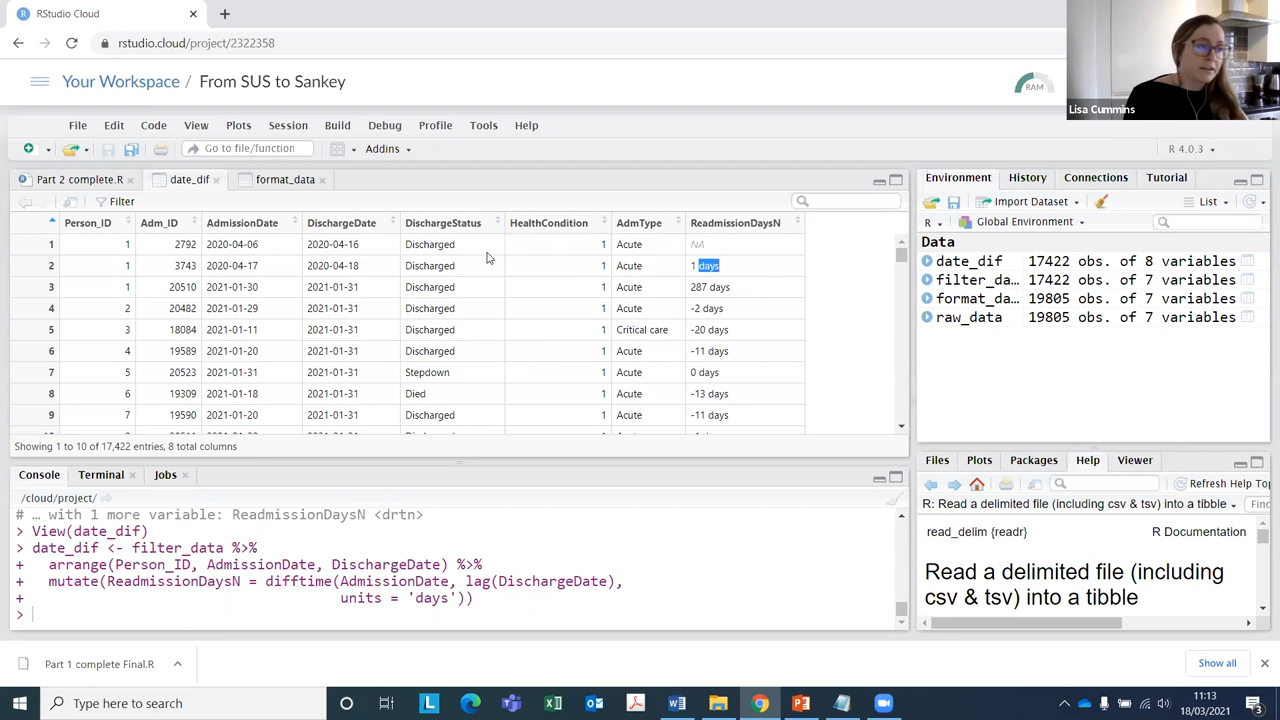 RStudio Cloud
rstudio.cloud/project/2322358
Your Workspace / From SUS to Sankey
RAM
Lisa Cummins
File Edit Code View Plots Session Build Debug Profile Tools Help
Go to file/function Addins R 4.0.3
Part 2 complete.R date_dif format_data
Filter
Person_ID Adm_ID AdmissionDate DischargeDate DischargeStatus HealthCondition AdmType ReadmissionDaysN
1 1 2792 2020-04-06 2020-04-16 Discharged 1 Acute NA
2 1 3743 2020-04-17 2020-04-18 Discharged 1 Acute 1 days
3 1 20510 2021-01-30 2021-01-31 Discharged 1 Acute 287 days
4 2 20482 2021-01-29 2021-01-31 Discharged 1 Acute -2 days
5 3 18084 2021-01-11 2021-01-31 Discharged 1 Critical care -20 days
6 4 19589 2021-01-20 2021-01-31 Discharged 1 Acute -11 days
7 5 20523 2021-01-31 2021-01-31 Stepdown 1 Acute 0 days
8 6 19309 2021-01-18 2021-01-31 Died 1 Acute -13 days
9 7 19590 2021-01-20 2021-01-31 Discharged 1 Acute -11 days
Showing 1 to 10 of 17,422 entries, 8 total columns
Console Terminal Jobs
/cloud/project/
# … with 1 more variable: ReadmissionDaysN <drtn>
> View(date_dif)
> date_dif <- filter_data %>%
+ arrange(Person_ID, AdmissionDate, DischargeDate) %>%
+ mutate(ReadmissionDaysN = difftime(AdmissionDate, lag(DischargeDate),
+ units = 'days'))
>
Environment History Connections Tutorial
Import Dataset List
R Global Environment
Data
date_dif 17422 obs. of 8 variables
filter_da… 17422 obs. of 7 variables
format_da… 19805 obs. of 7 variables
raw_data 19805 obs. of 7 variables
Files Plots Packages Help Viewer
Refresh Help Top
R: Read a delimited file (including csv & tsv) into a tibble Find
read_delim {readr} R Documentation
Read a delimited file (including
csv & tsv) into a tibble
Part 1 complete Final.R Show all
Type here to search
11:13
18/03/2021
3